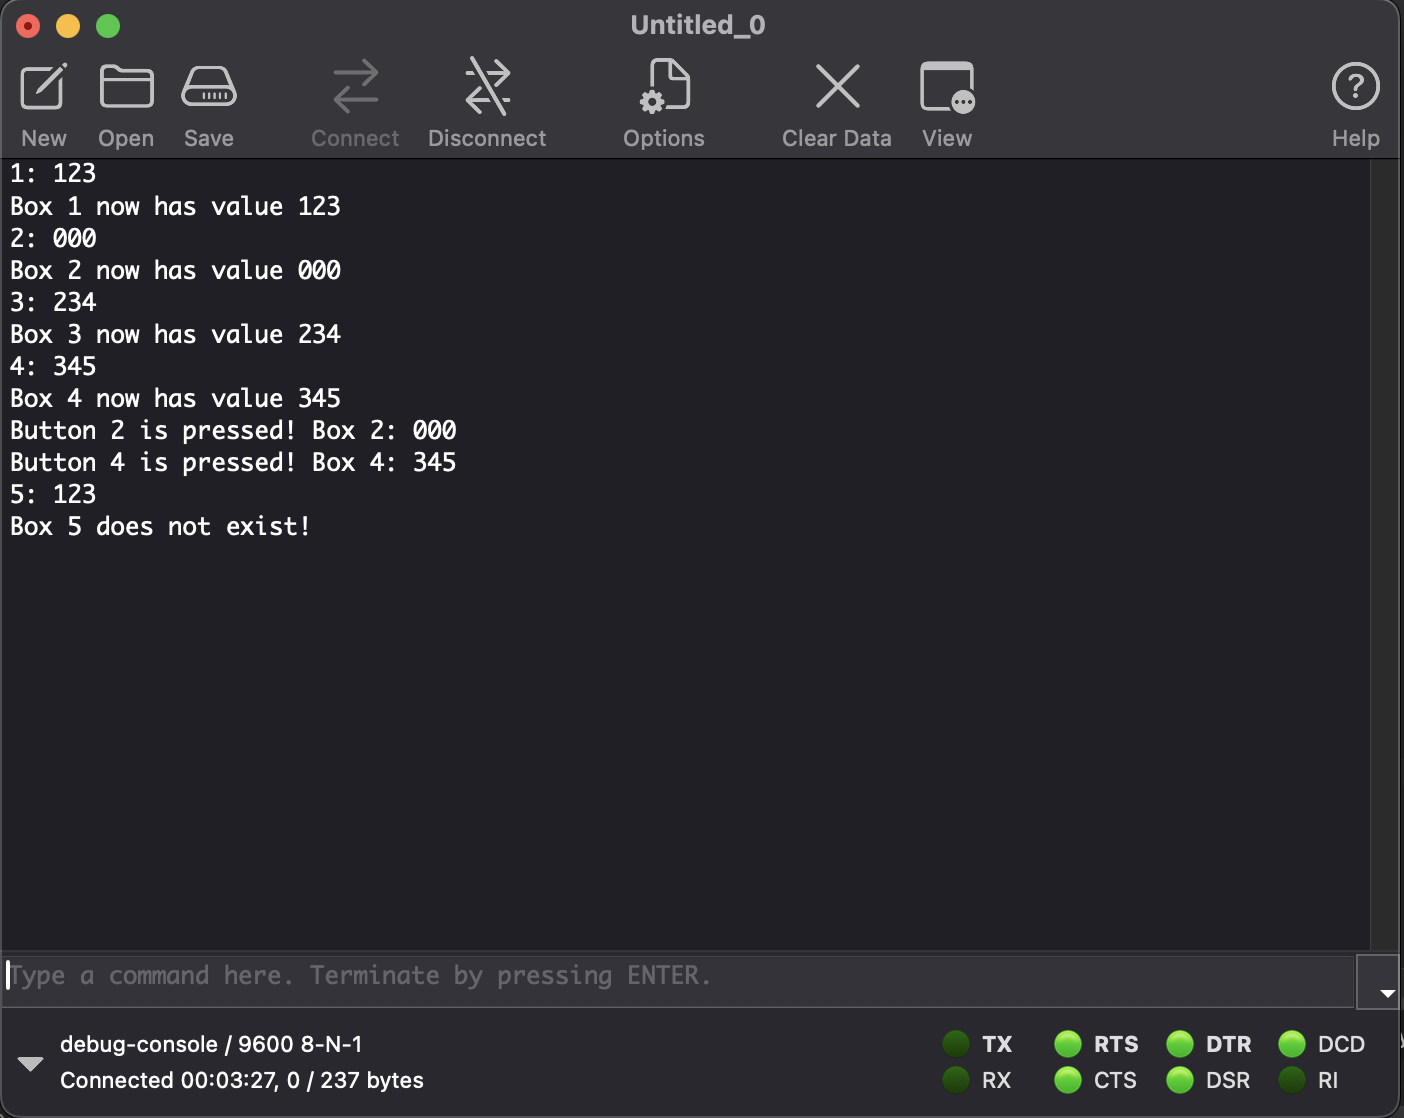 Untitled_0
New Open Save Connect Disconnect Options Clear Data View Help
1: 123
Box 1 now has value 123
2: 000
Box 2 now has value 000
3: 234
Box 3 now has value 234
4: 345
Box 4 now has value 345
Button 2 is pressed! Box 2: 000
Button 4 is pressed! Box 4: 345
5: 123
Box 5 does not exist!
Type a command here. Terminate by pressing ENTER.
debug-console / 9600 8-N-1
Connected 00:03:27, 0 / 237 bytes
TX RTS DTR DCD
RX CTS DSR RI